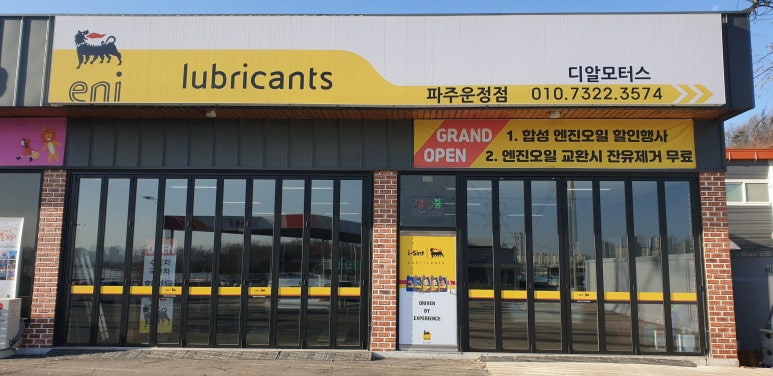 eni
lubricants
디알모터스
파주운정점 010.7322.3574
GRAND OPEN
1. 합성 엔진오일 할인행사
2. 엔진오일 교환시 잔유제거 무료
i-Sint
Lubricants
DRIVEN
BY
EXPERIENCE
OPEN